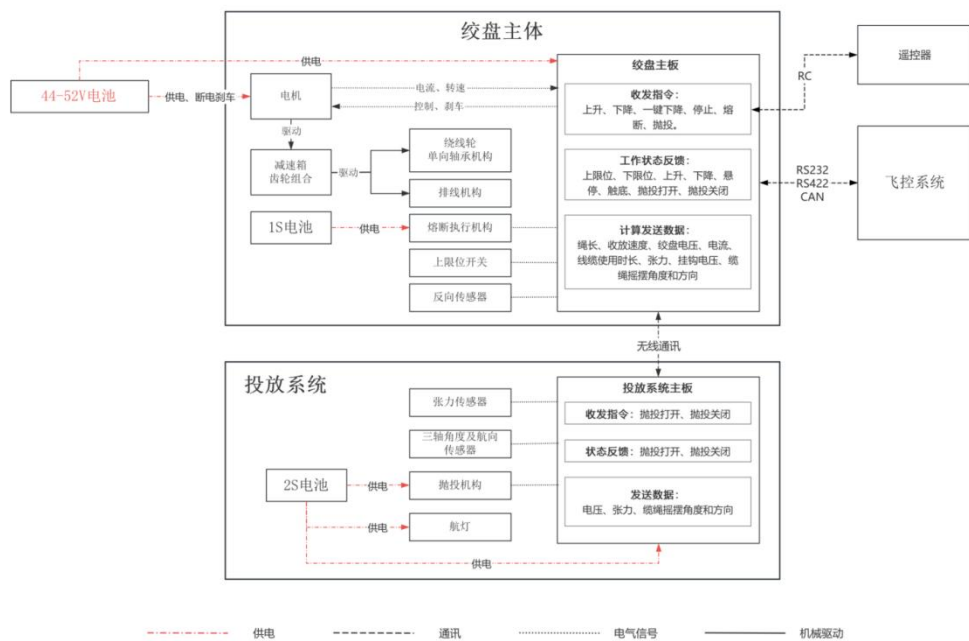 绞盘主体
44-52V电池
供电
供电、断电刹车
电机
电流、转速
控制、刹车
驱动
减速箱
齿轮组合
驱动
绕线轮
单向轴承机构
排线机构
1S电池
供电
熔断执行机构
上限位开关
反向传感器
绞盘主板
收发指令：
上升、下降、一键下降、停止、熔
断、抛投。
工作状态反馈：
上限位、下限位、上升、下降、悬
停、触底、抛投打开、抛投关闭
计算发送数据：
绳长、收放速度、绞盘电压、电流、
线缆使用时长、张力、挂钩电压、缆
绳摇摆角度和方向
RC
遥控器
RS232
RS422
CAN
飞控系统
无线通讯
投放系统
张力传感器
三轴角度及航向
传感器
2S电池
供电
抛投机构
供电
航灯
供电
投放系统主板
收发指令：抛投打开、抛投关闭
状态反馈：抛投打开、抛投关闭
发送数据：
电压、张力、缆绳摇摆角度和方向
供电
通讯
电气信号
机械驱动